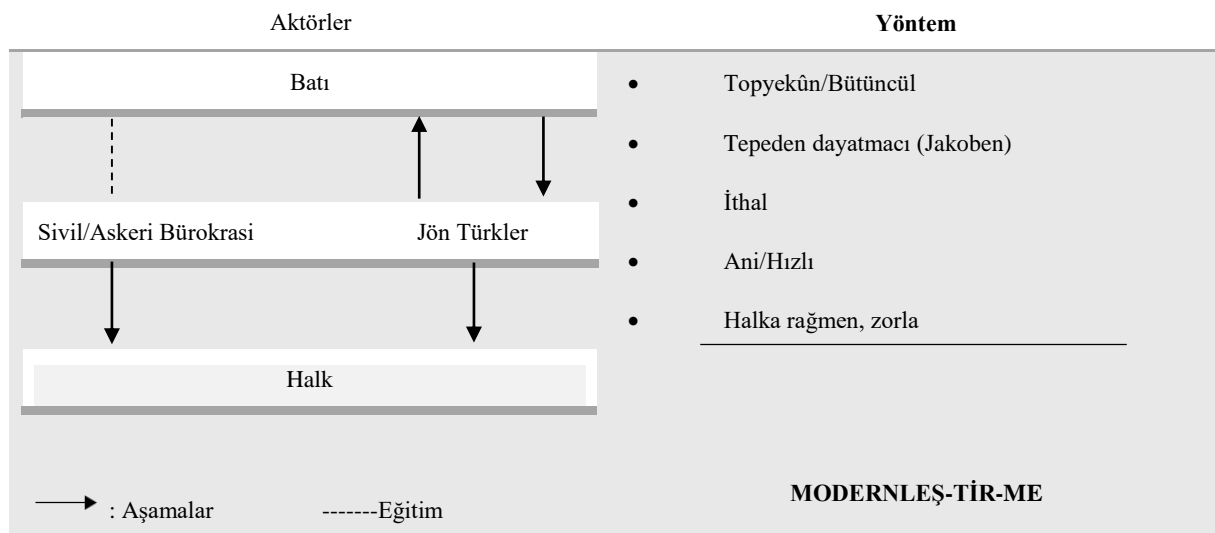 Aktörler Yöntem
Batı
• Topyekûn/Bütüncül
• Tepeden dayatmacı (Jakoben)
• İthal
Sivil/Askeri Bürokrasi Jön Türkler
• Ani/Hızlı
• Halka rağmen, zorla
Halk
MODERNLEŞ-TİR-ME
: Aşamalar -------Eğitim